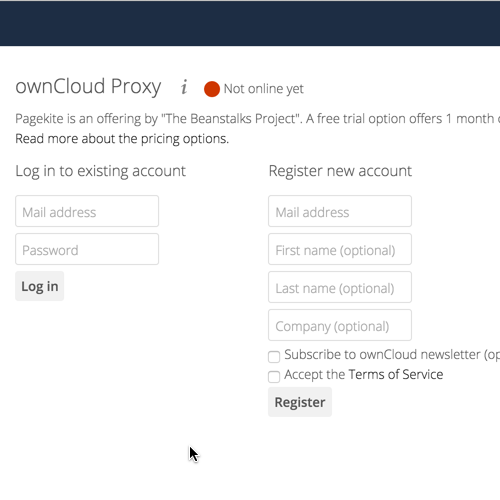 ownCloud Proxy i Not online yet
Pagekite is an offering by "The Beanstalks Project". A free trial option offers 1 month
Read more about the pricing options.
Log in to existing account
Mail address
Password
Log in
Register new account
Mail address
First name (optional)
Last name (optional)
Company (optional)
Subscribe to ownCloud newsletter (op
Accept the Terms of Service
Register